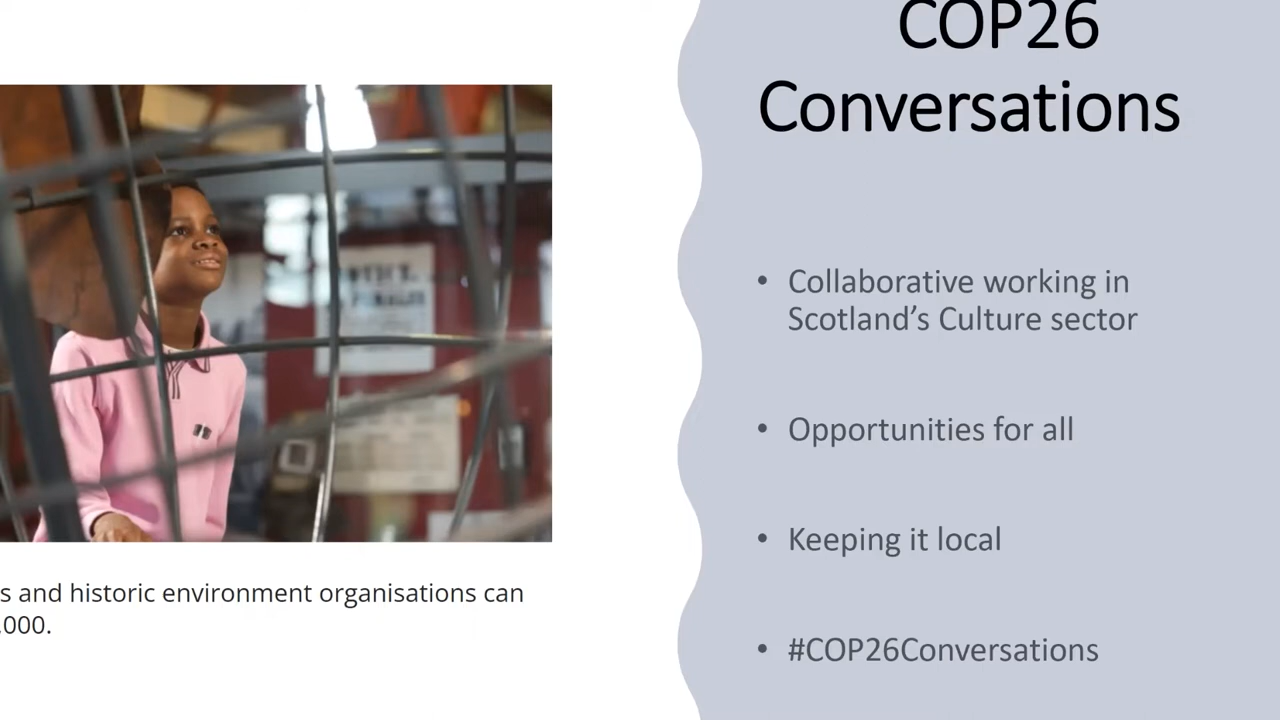 COP26
Conversations
• Collaborative working in
Scotland’s Culture sector
• Opportunities for all
• Keeping it local
• #COP26Conversations
s and historic environment organisations can
,000.